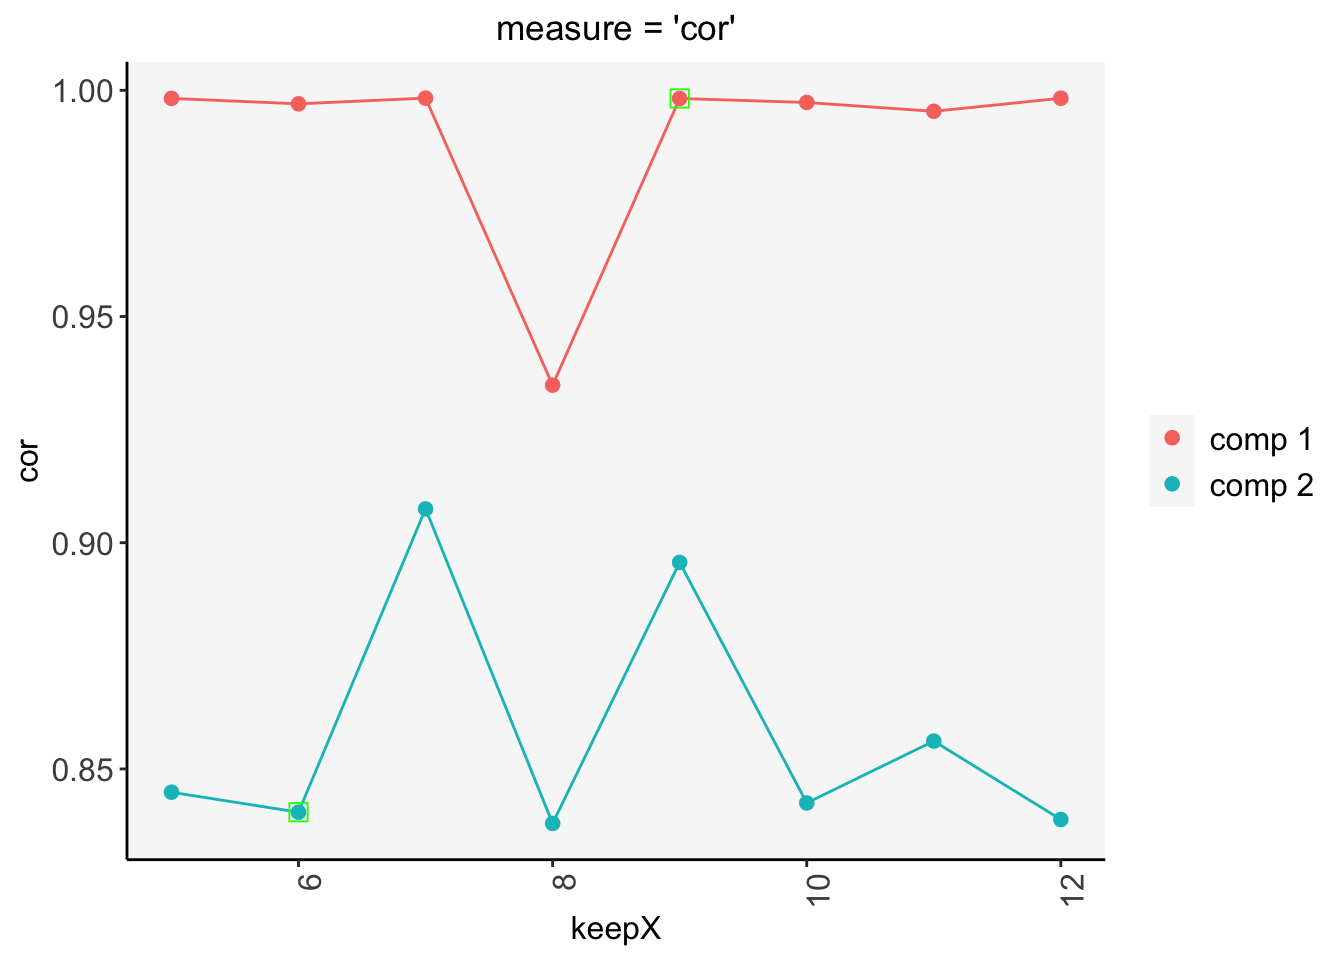 measure = 'cor'
1.00
0.95
0.90
0.85
cor
6
8
10
12
keepX
comp 1
comp 2